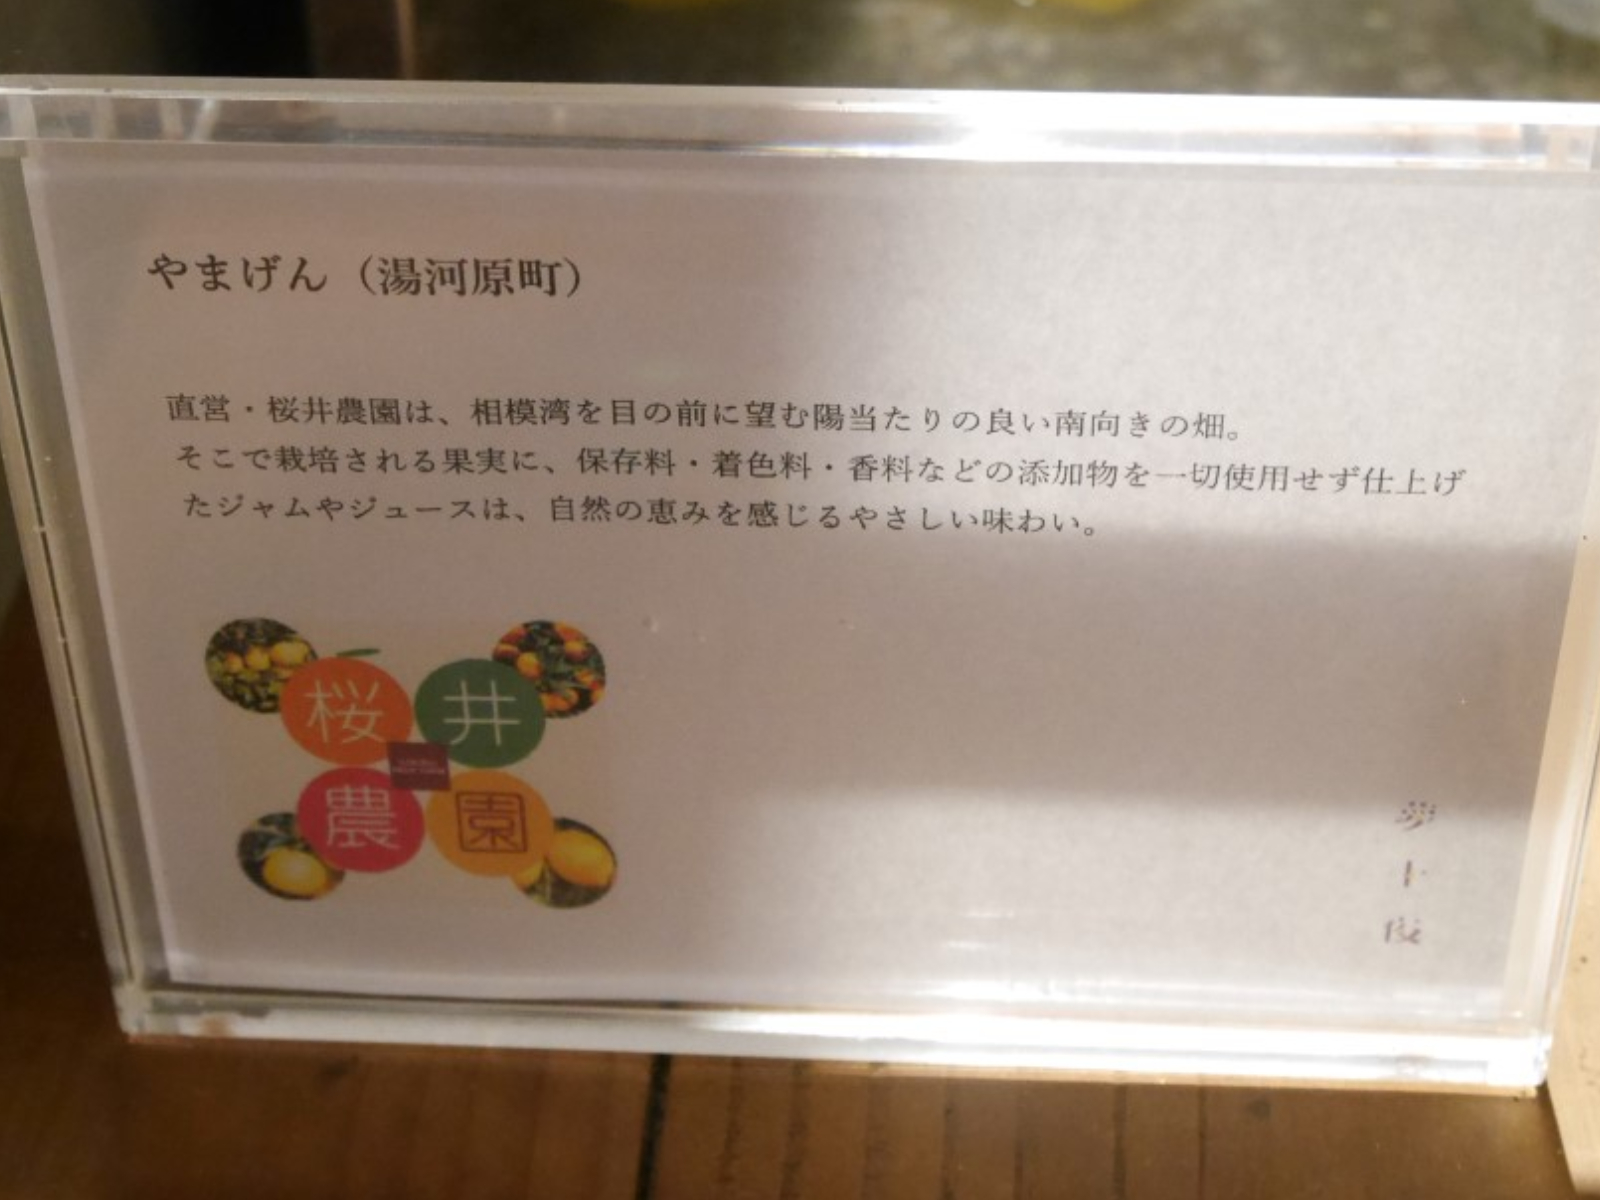 やまげん（湯河原町）
直営・桜井農園は、相模湾を目の前に望む陽当たりの良い南向きの畑。
そこで栽培される果実に、保存料・着色料・香料などの添加物を一切使用せず仕上げ
たジャムやジュースは、自然の恵みを感じるやさしい味わい。
桜井
農園